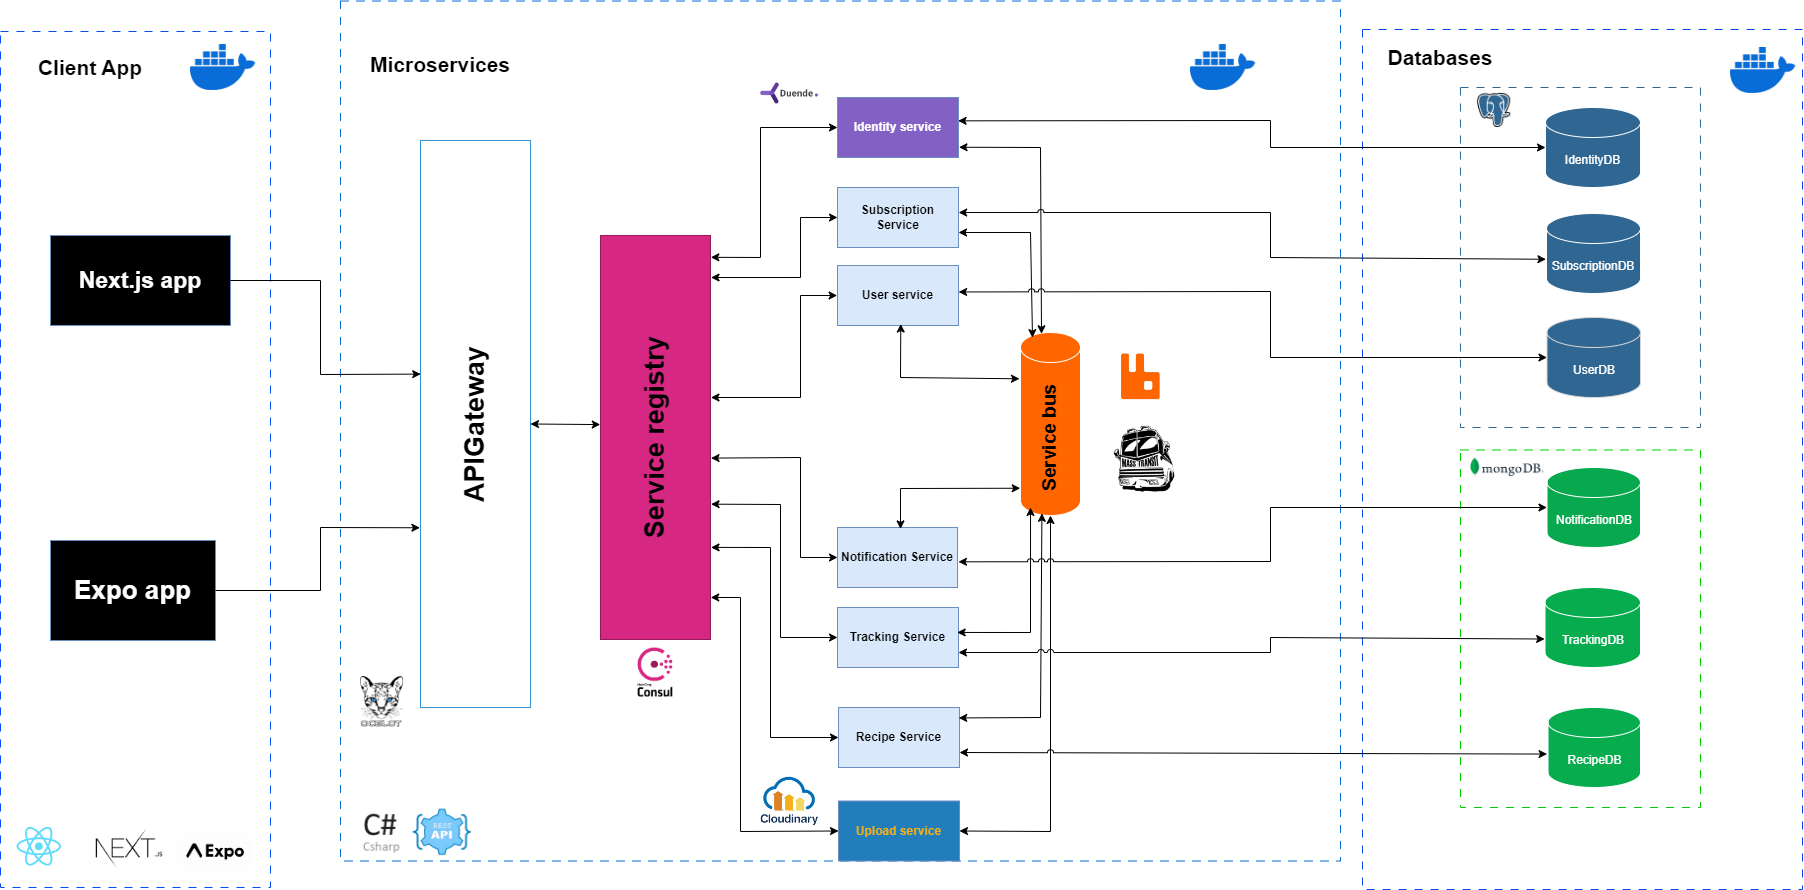 Client App
Next.js app
Expo app
NEXT.JS
Expo
Microservices
APIGateway
OCELOT
C#
Csharp
REST
API
Service registry
HashiCorp
Consul
Duende.
Identity service
Subscription
Service
User service
Service bus
MASS TRANSIT
Notification Service
Tracking Service
Recipe Service
Cloudinary
Upload service
Databases
IdentityDB
SubscriptionDB
UserDB
mongoDB.
NotificationDB
TrackingDB
RecipeDB